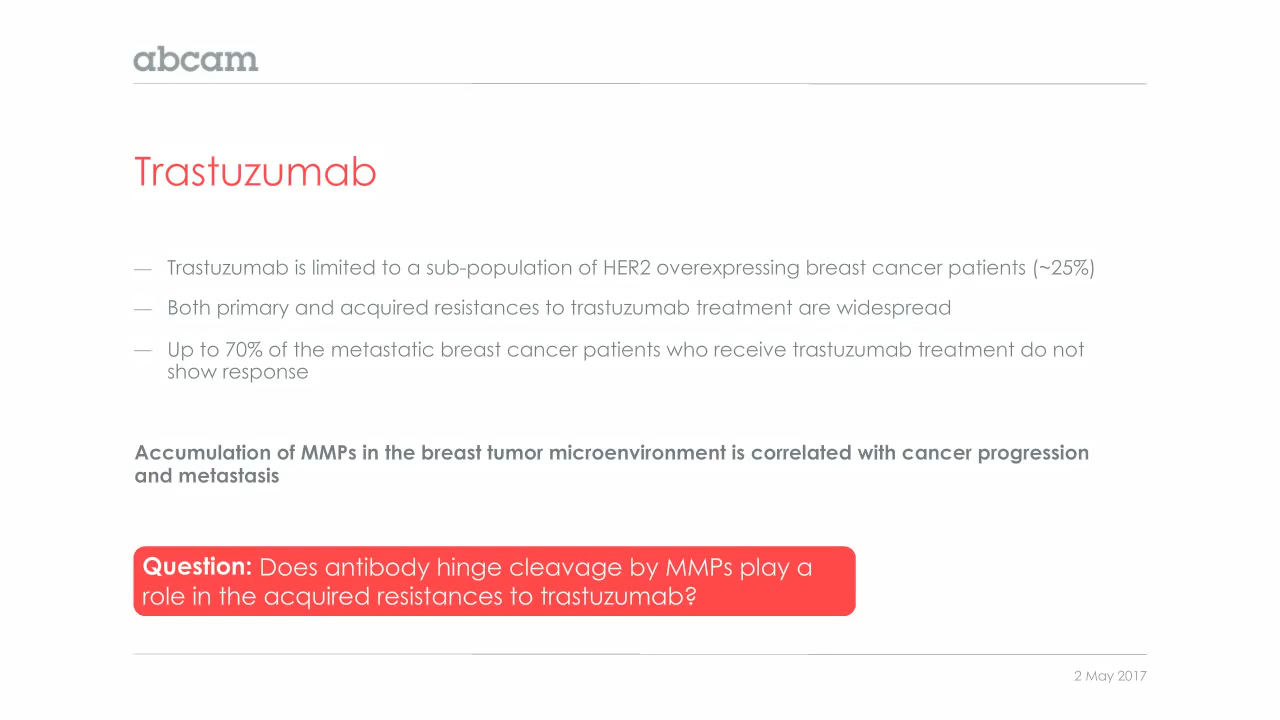 abcam
Trastuzumab
— Trastuzumab is limited to a sub-population of HER2 overexpressing breast cancer patients (~25%)
— Both primary and acquired resistances to trastuzumab treatment are widespread
— Up to 70% of the metastatic breast cancer patients who receive trastuzumab treatment do not
show response
Accumulation of MMPs in the breast tumor microenvironment is correlated with cancer progression
and metastasis
Question: Does antibody hinge cleavage by MMPs play a
role in the acquired resistances to trastuzumab?
2 May 2017